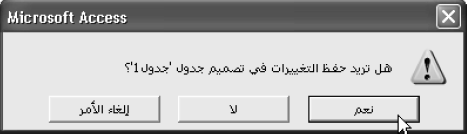 Microsoft Access
هل تريد حفظ التغييرات في تصميم جدول 'جدول1'؟
نعم
لا
إلغاء الأمر